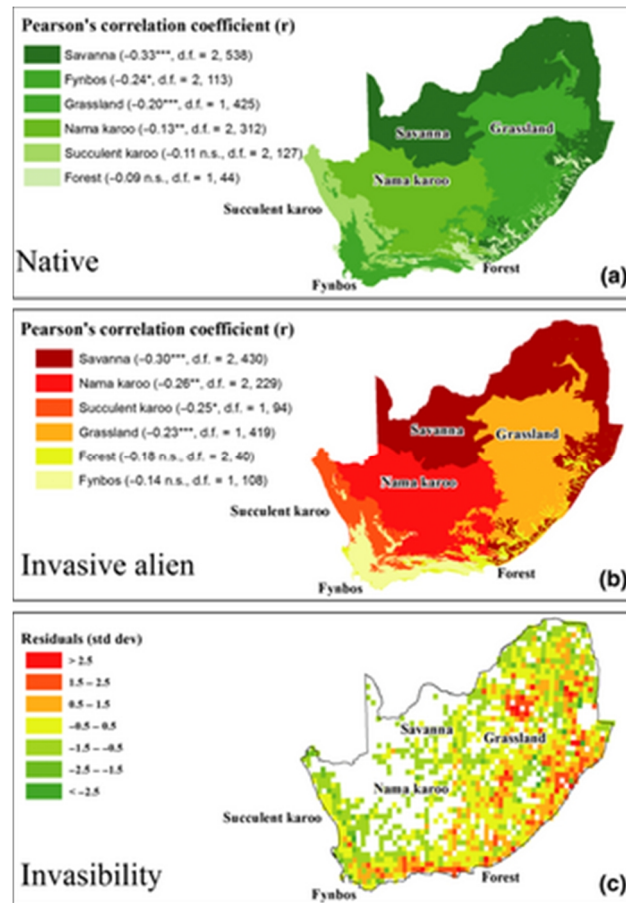 Pearson's correlation coefficient (r)
Savanna (−0.33***, d.f. = 2, 538)
Fynbos (−0.24*, d.f. = 2, 113)
Grassland (−0.20***, d.f. = 1, 425)
Nama karoo (−0.13**, d.f. = 2, 312)
Succulent karoo (−0.11 n.s., d.f. = 2, 127)
Forest (−0.09 n.s., d.f. = 1, 44)
Savanna
Grassland
Nama karoo
Succulent karoo
Native
Forest
Fynbos
(a)
Pearson's correlation coefficient (r)
Savanna (−0.30***, d.f. = 2, 430)
Nama karoo (−0.26**, d.f. = 2, 229)
Succulent karoo (−0.25*, d.f. = 1, 94)
Grassland (−0.23***, d.f. = 1, 419)
Forest (−0.18 n.s., d.f. = 2, 40)
Fynbos (−0.14 n.s., d.f. = 1, 108)
Savanna
Grassland
Nama karoo
Succulent karoo
Invasive alien
Forest
Fynbos
(b)
Residuals (std dev)
> 2.5
1.5 – 2.5
0.5 – 1.5
−0.5 – 0.5
−1.5 – −0.5
−2.5 – −1.5
< −2.5
Savanna
Grassland
Nama karoo
Succulent karoo
Invasibility
Forest
Fynbos
(c)